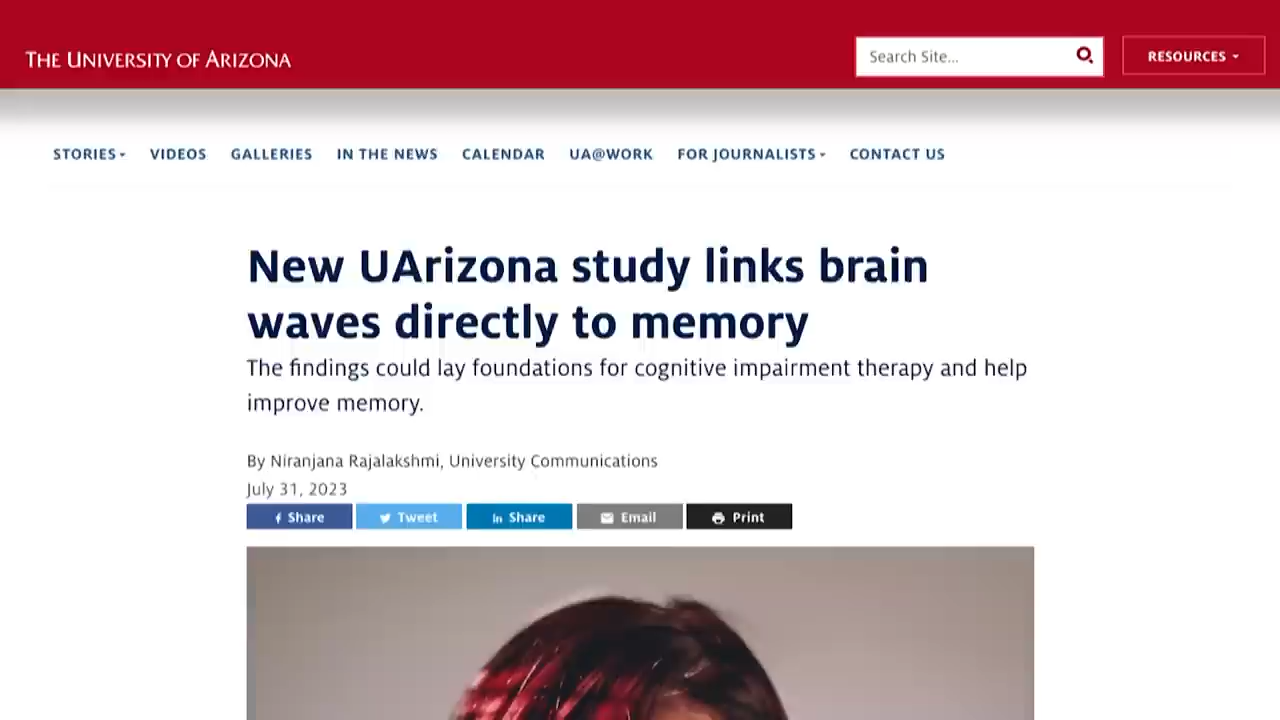 THE UNIVERSITY OF ARIZONA
Search Site...
RESOURCES
STORIES VIDEOS GALLERIES IN THE NEWS CALENDAR UA@WORK FOR JOURNALISTS CONTACT US
New UArizona study links brain
waves directly to memory
The findings could lay foundations for cognitive impairment therapy and help
improve memory.
By Niranjana Rajalakshmi, University Communications
July 31, 2023
Share Tweet in Share Email Print